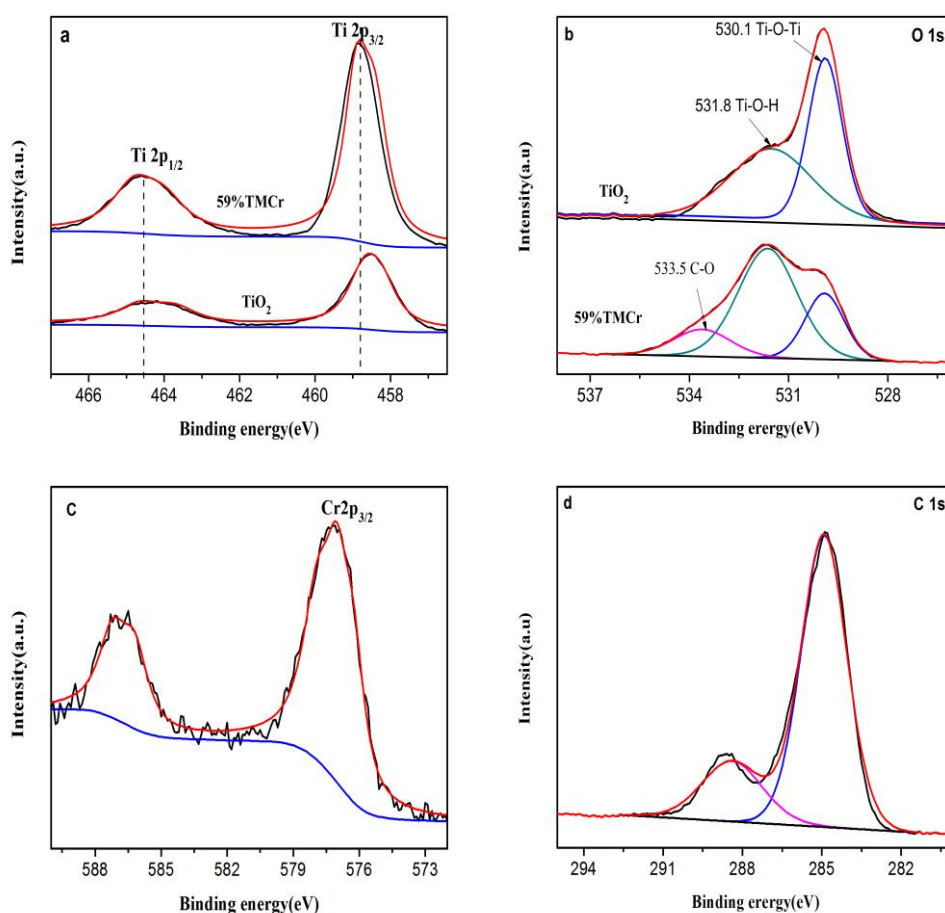 a
Ti 2p3/2
Ti 2p1/2
59%TMCr
TiO2
Intensity(a.u.)
466 464 462 460 458
Binding energy(eV)
b
O 1s
530.1 Ti-O-Ti
531.8 Ti-O-H
TiO2
533.5 C-O
59%TMCr
Intensity(a.u)
537 534 531 528
Binding erergy(eV)
C
Cr2p3/2
Intensity(a.u.)
588 585 582 579 576 573
Binding energy(eV)
d
C 1s
Intensity(a.u)
294 291 288 285 282
Binding erergy(eV)